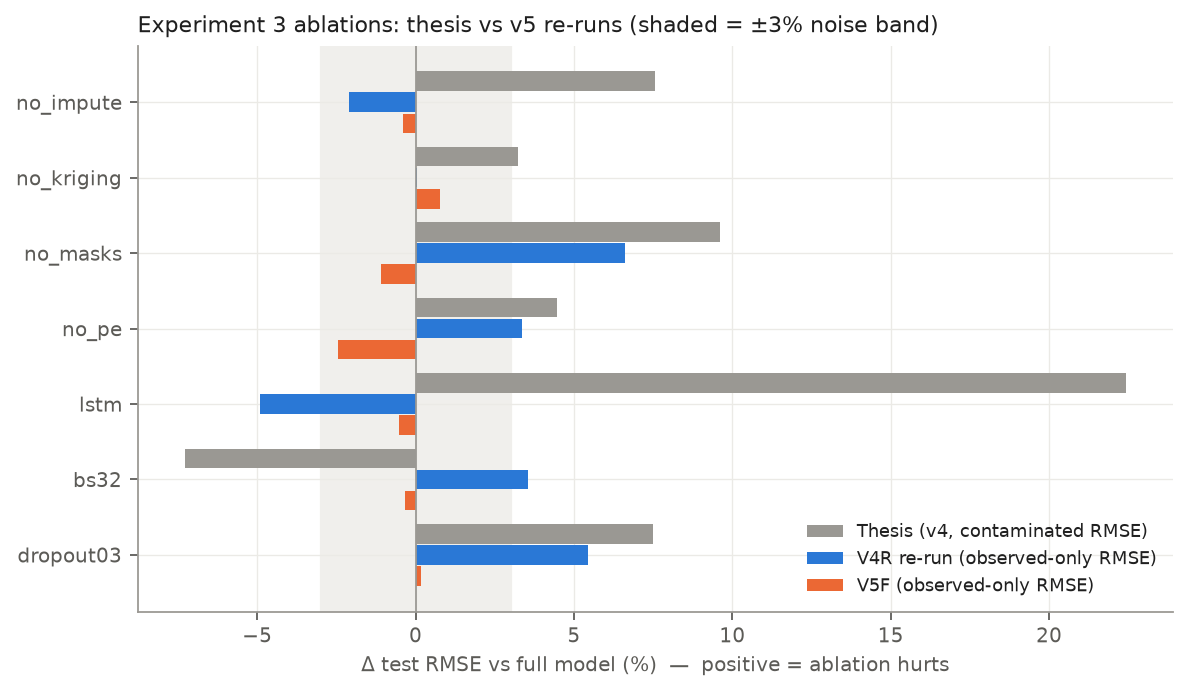 Experiment 3 ablations: thesis vs v5 re-runs (shaded = ±3% noise band)
no_impute
no_kriging
no_masks
no_pe
lstm
bs32
dropout03
Thesis (v4, contaminated RMSE)
V4R re-run (observed-only RMSE)
V5F (observed-only RMSE)
−5 0 5 10 15 20
Δ test RMSE vs full model (%) — positive = ablation hurts